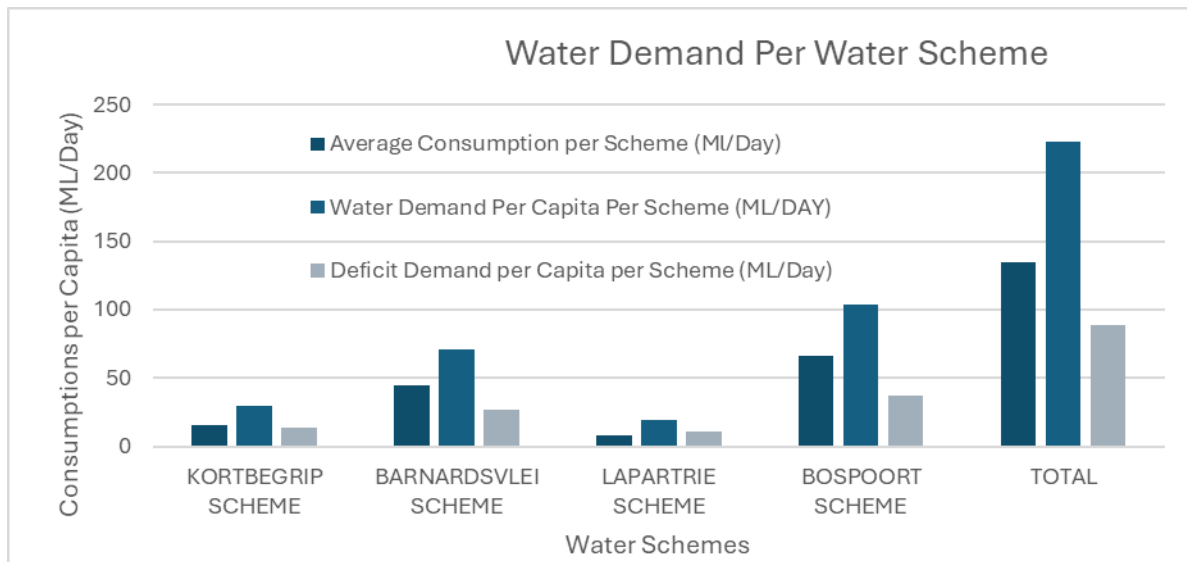 Water Demand Per Water Scheme
Consumptions per Capita (ML/Day)
250
200
150
100
50
0
Average Consumption per Scheme (Ml/Day)
Water Demand Per Capita Per Scheme (ML/DAY)
Deficit Demand per Capita per Scheme (ML/Day)
KORTBEGRIP
SCHEME
BARNARDSVLEI
SCHEME
LAPARTRIE
SCHEME
BOSPOORT
SCHEME
TOTAL
Water Schemes